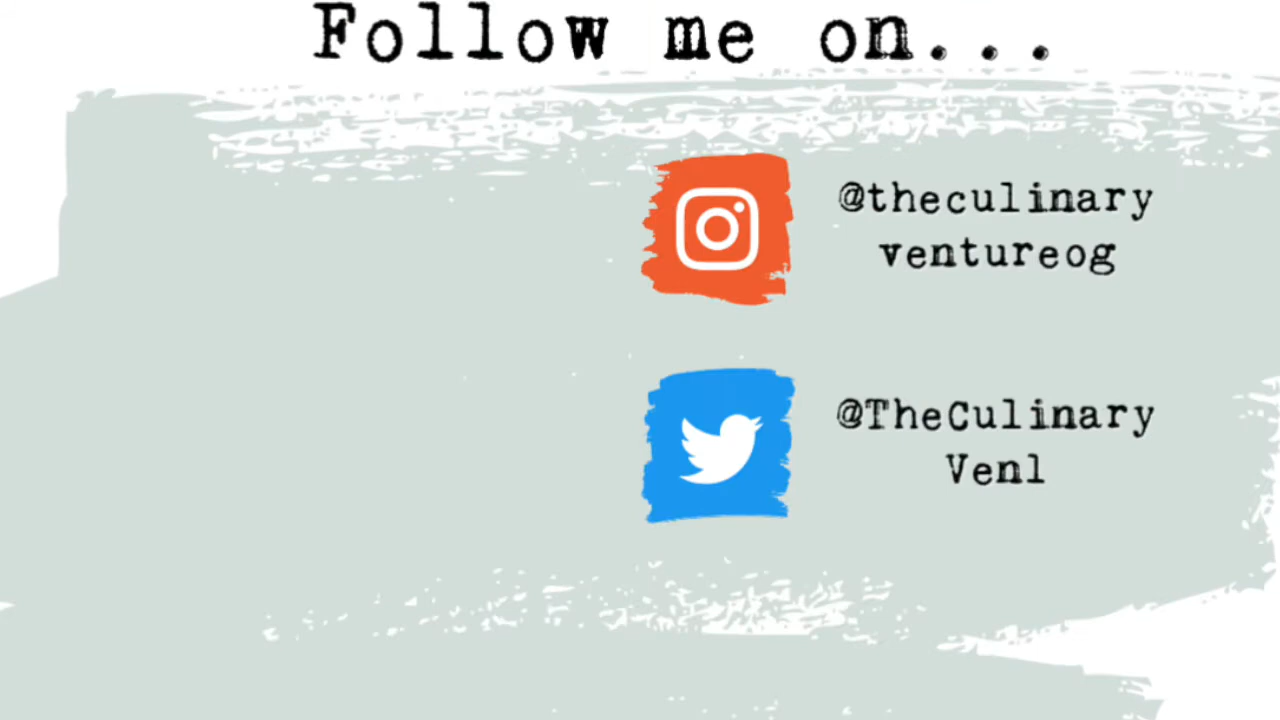 Follow me on...
@theculinary
ventureog
@TheCulinary
Ven1